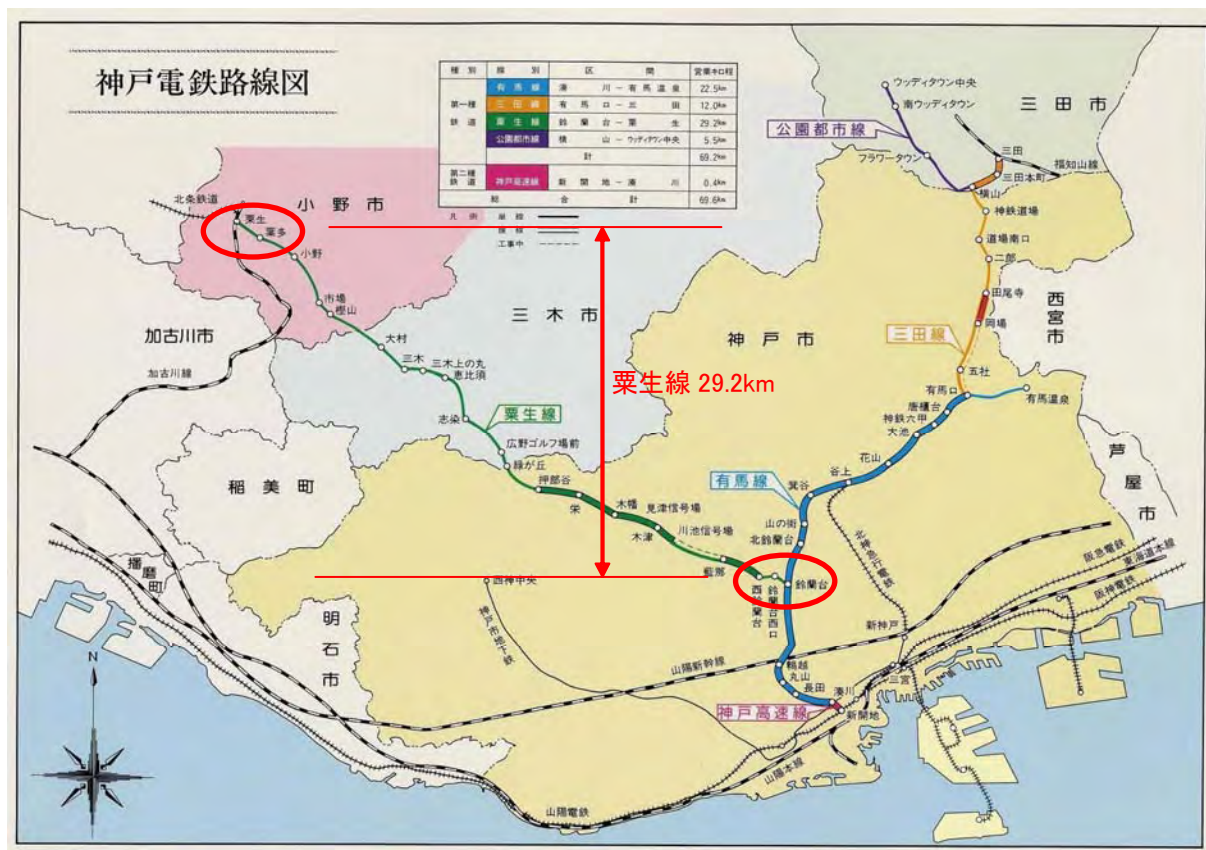 神戸電鉄路線図
種別 線別 区間 営業キロ程
第一種鉄道
有馬線 湊川－有馬温泉 22.5km
三田線 有馬口－三田 12.0km
粟生線 鈴蘭台－粟生 29.2km
公園都市線 横山－ウッディタウン中央 5.5km
計 69.2km
第二種鉄道 神戸高速線 新開地－湊川 0.4km
総合計 69.6km
凡例 単線
複線
工事中
ウッディタウン中央
南ウッディタウン
三田市
公園都市線
フラワータウン
三田
福知山線
三田本町
横山
神鉄道場
道場南口
二郎
田尾寺
岡場
西宮市
三田線
五社
有馬口
有馬温泉
唐櫃台
神鉄六甲
大池
花山
谷上
箕谷
有馬線
山の街
北鈴蘭台
北神急行電鉄
芦屋市
神戸市
北条鉄道
小野市
粟生
葉多
小野
市場
樫山
三木市
加古川市
加古川線
大村
三木
三木上の丸
恵比須
粟生線 29.2km
粟生線
志染
広野ゴルフ場前
緑が丘
押部谷
稲美町
栄
木幡
見津信号場
木津
川池信号場
藍那
西鈴蘭台
鈴蘭台西口
鈴蘭台
播磨町
明石市
西神中央
神戸市地下鉄
阪急電鉄
東海道本線
阪神電鉄
新神戸
三宮
山陽新幹線
鵯越
丸山
長田
湊川
神戸高速線
新開地
山陽本線
山陽電鉄
N